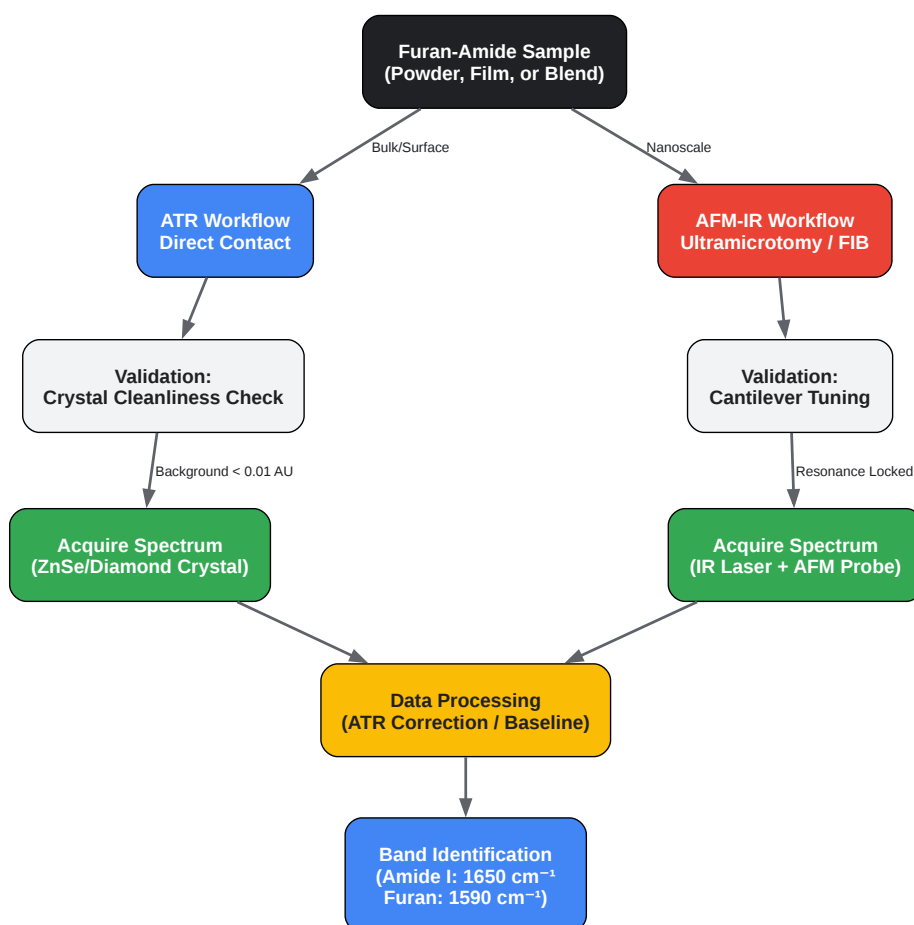 Furan-Amide Sample
(Powder, Film, or Blend)
Bulk/Surface
Nanoscale
ATR Workflow
Direct Contact
AFM-IR Workflow
Ultramicrotomy / FIB
Validation:
Crystal Cleanliness Check
Validation:
Cantilever Tuning
Background < 0.01 AU
Resonance Locked
Acquire Spectrum
(ZnSe/Diamond Crystal)
Acquire Spectrum
(IR Laser + AFM Probe)
Data Processing
(ATR Correction / Baseline)
Band Identification
(Amide I: 1650 cm⁻¹
Furan: 1590 cm⁻¹)